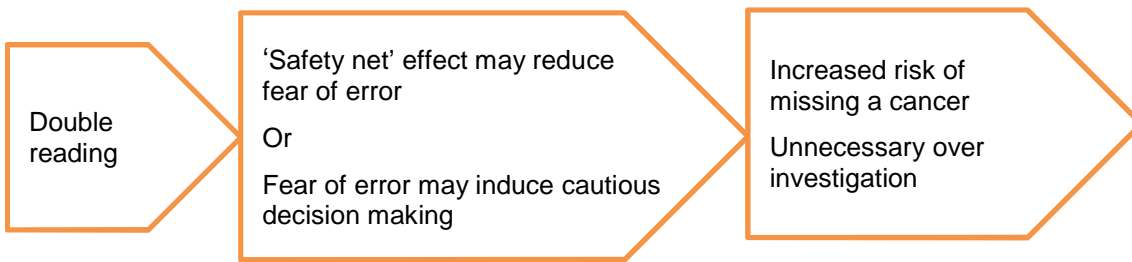 Double
reading
‘Safety net’ effect may reduce
fear of error
Or
Fear of error may induce cautious
decision making
Increased risk of
missing a cancer
Unnecessary over
investigation